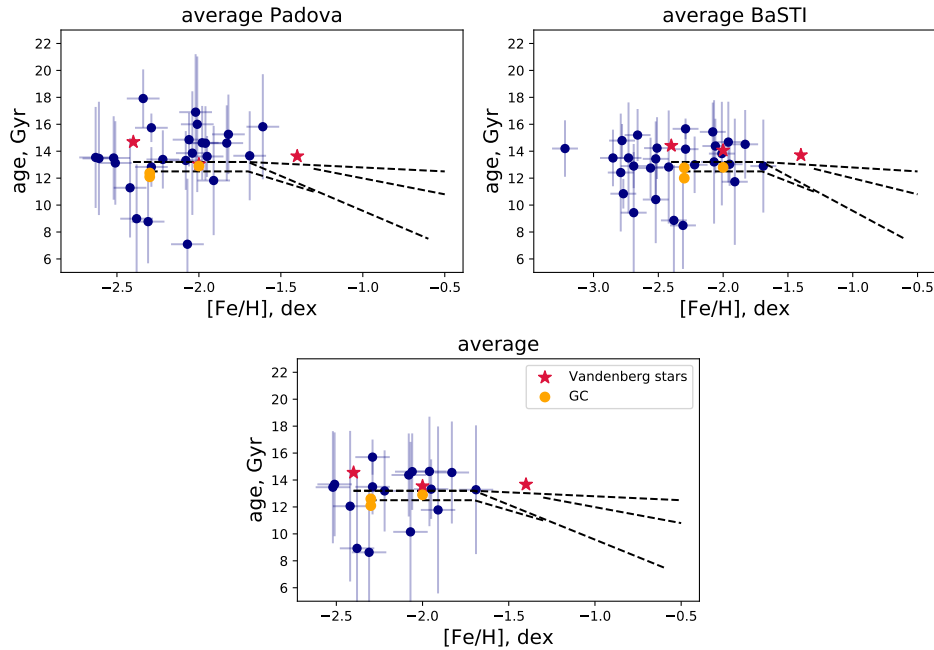 average Padova
22
20
18
16
14
12
10
8
6
age, Gyr
−2.5 −2.0 −1.5 −1.0 −0.5
[Fe/H], dex
average BaSTI
22
20
18
16
14
12
10
8
6
age, Gyr
−3.0 −2.5 −2.0 −1.5 −1.0 −0.5
[Fe/H], dex
average
22
20
18
16
14
12
10
8
6
age, Gyr
Vandenberg stars
GC
−2.5 −2.0 −1.5 −1.0 −0.5
[Fe/H], dex